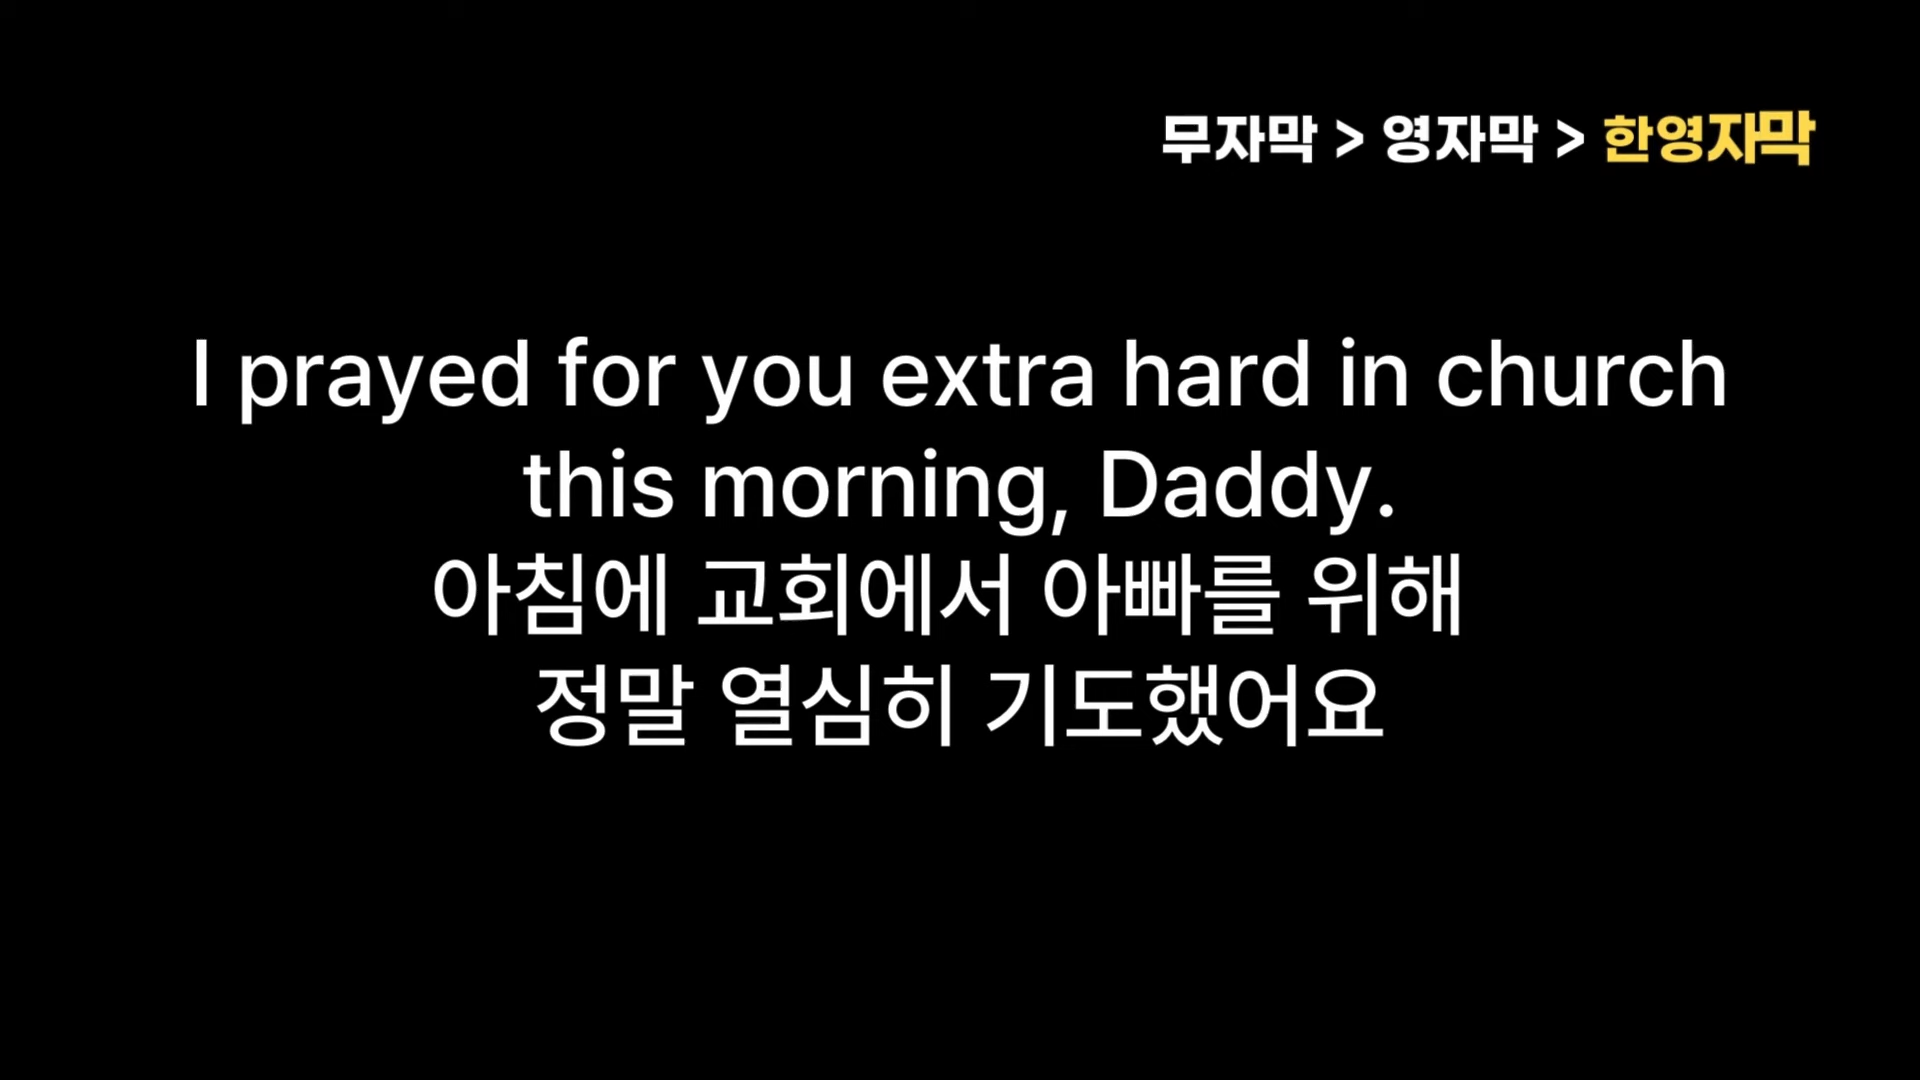 무자막 > 영자막 > 한영자막
I prayed for you extra hard in church
this morning, Daddy.
아침에 교회에서 아빠를 위해
정말 열심히 기도했어요